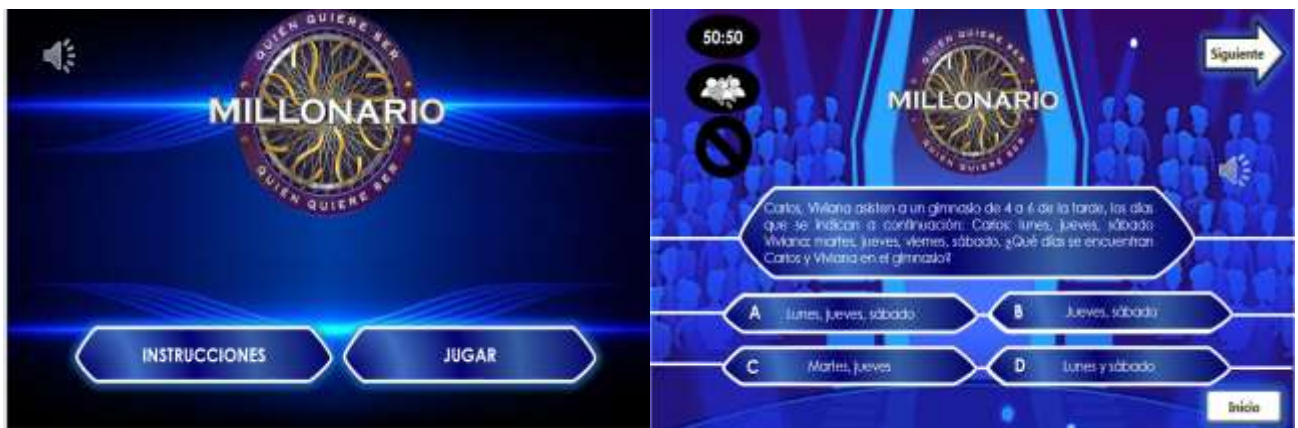 QUIEN QUIERE SER
MILLONARIO
QUIEN QUIERE SER
INSTRUCCIONES
JUGAR
50:50
QUIEN QUIERE SER
MILLONARIO
QUIEN QUIERE SER
Siguiente
Carlos, Viviana asisten a un gimnasio de 4 a 6 de la tarde, los días
que se indican a continuación: Carlos: lunes, jueves, sábado
Viviana: martes, jueves, viernes, sábado. ¿Qué días se encuentran
Carlos y Viviana en el gimnasio?
A Lunes, jueves, sábado
B Jueves, sábado
C Martes, jueves
D Lunes y sábado
Inicio